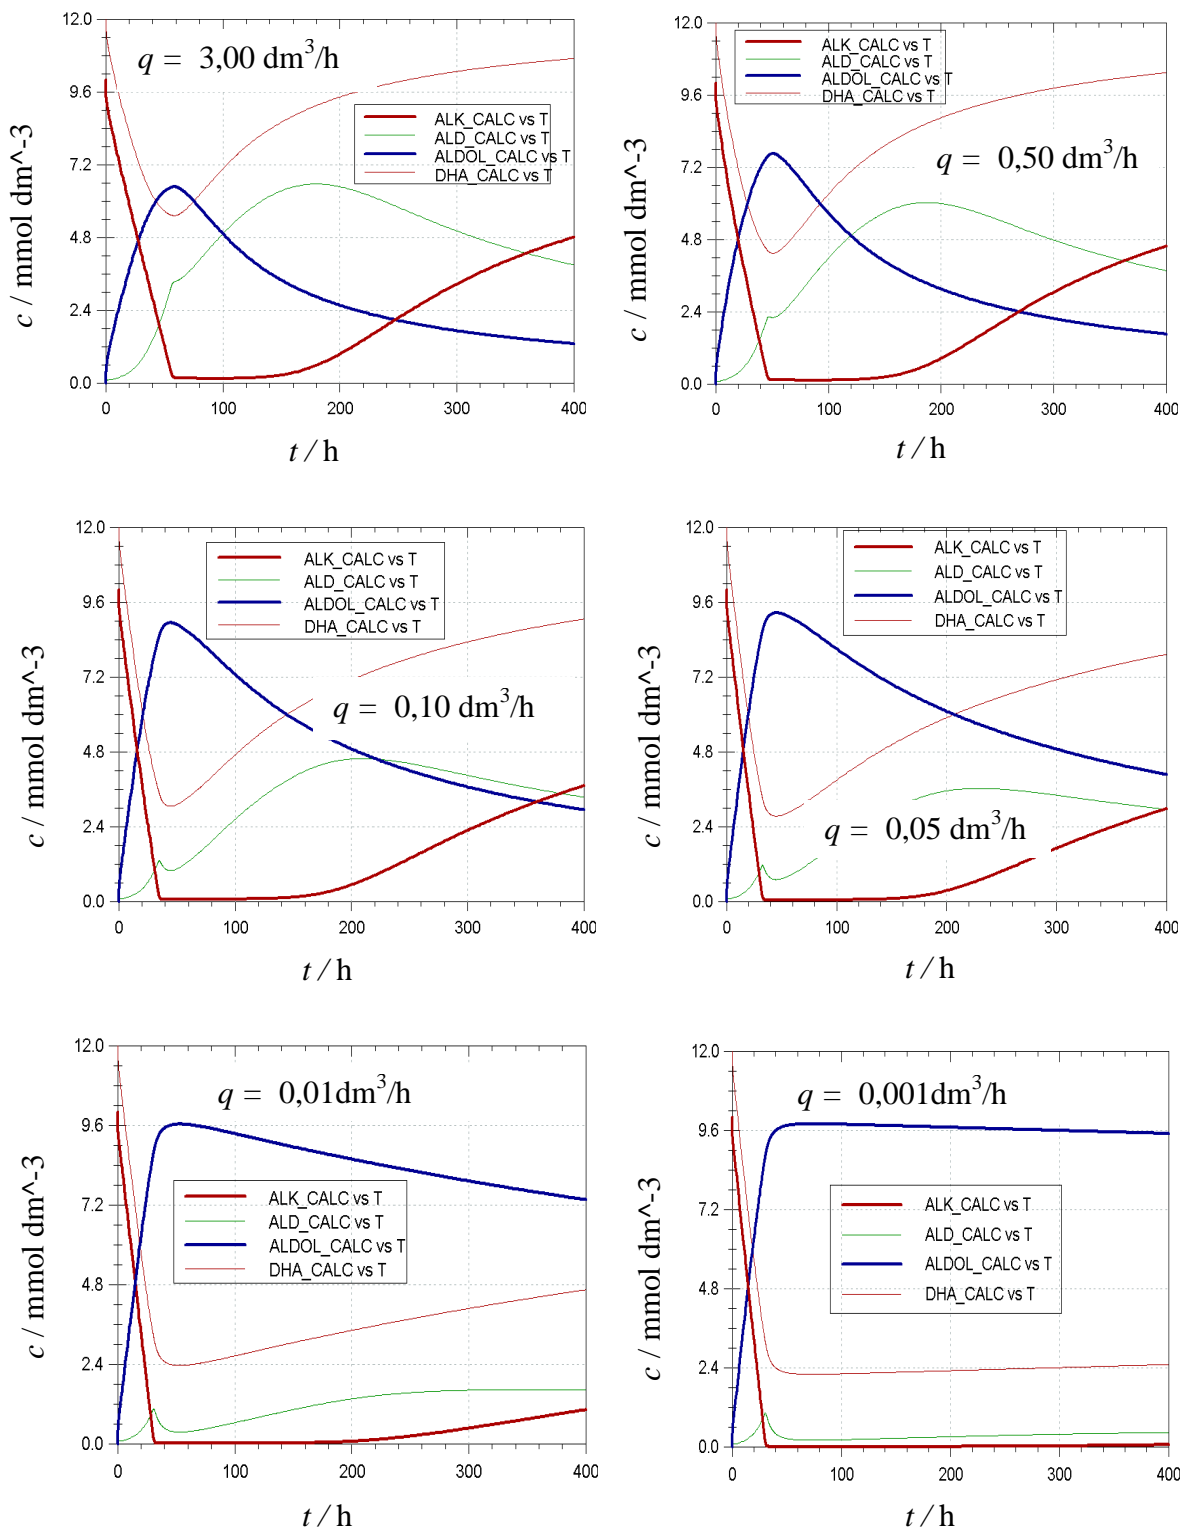 12.0
9.6
7.2
4.8
2.4
0.0
q = 3,00 dm³/h
ALK_CALC vs T
ALD_CALC vs T
ALDOL_CALC vs T
DHA_CALC vs T
0 100 200 300 400
c / mmol dm^-3
t / h
12.0
9.6
7.2
4.8
2.4
0.0
ALK_CALC vs T
ALD_CALC vs T
ALDOL_CALC vs T
DHA_CALC vs T
q = 0,50 dm³/h
0 100 200 300 400
c / mmol dm^-3
t / h
12.0
9.6
7.2
4.8
2.4
0.0
ALK_CALC vs T
ALD_CALC vs T
ALDOL_CALC vs T
DHA_CALC vs T
q = 0,10 dm³/h
0 100 200 300 400
c / mmol dm^-3
t / h
12.0
9.6
7.2
4.8
2.4
0.0
ALK_CALC vs T
ALD_CALC vs T
ALDOL_CALC vs T
DHA_CALC vs T
q = 0,05 dm³/h
0 100 200 300 400
c / mmol dm^-3
t / h
12.0
9.6
7.2
4.8
2.4
0.0
q = 0,01dm³/h
ALK_CALC vs T
ALD_CALC vs T
ALDOL_CALC vs T
DHA_CALC vs T
0 100 200 300 400
c / mmol dm^-3
t / h
12.0
9.6
7.2
4.8
2.4
0.0
q = 0,001dm³/h
ALK_CALC vs T
ALD_CALC vs T
ALDOL_CALC vs T
DHA_CALC vs T
0 100 200 300 400
c / mmol dm^-3
t / h